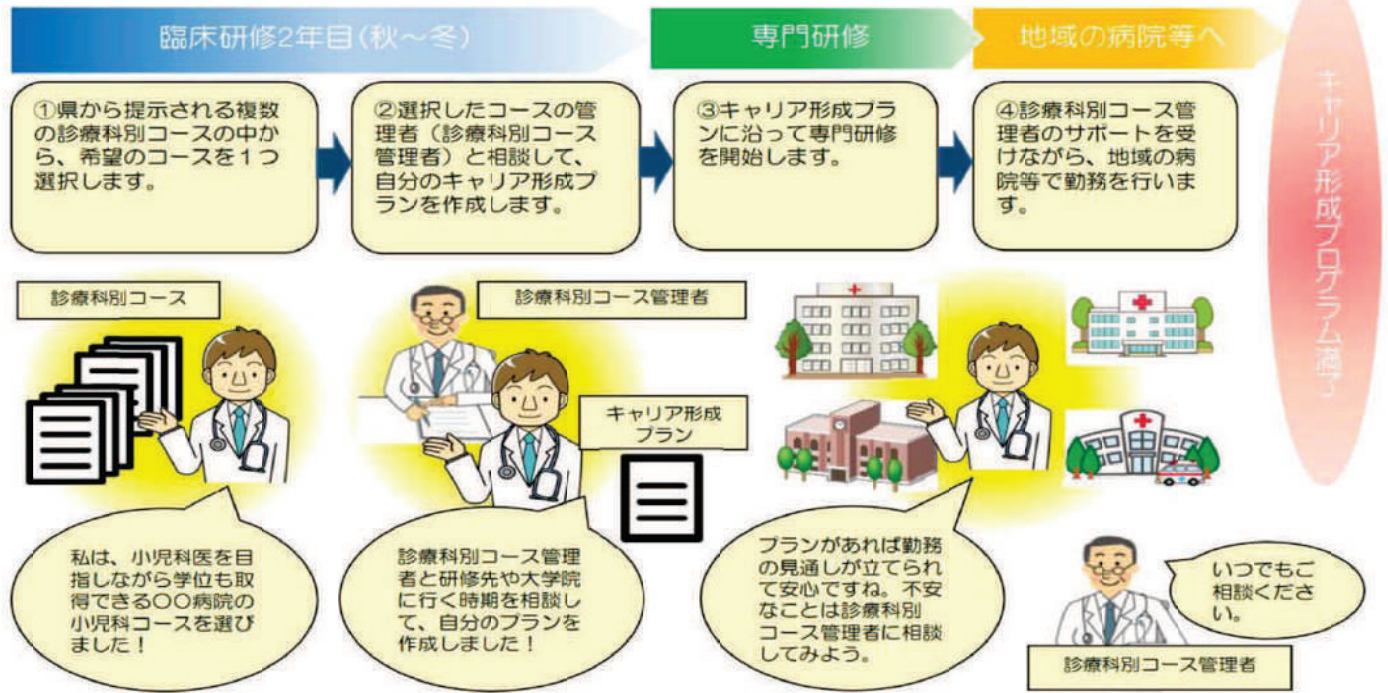 臨床研修2年目(秋～冬)
専門研修
地域の病院等へ
①県から提示される複数
の診療科別コースの中か
ら、希望のコースを１つ
選択します。
②選択したコースの管
理者（診療科別コース
管理者）と相談して、
自分のキャリア形成プ
ランを作成します。
③キャリア形成プラ
ンに沿って専門研修
を開始します。
④診療科別コース管
理者のサポートを受
けながら、地域の病
院等で勤務を行いま
す。
キャリア形成プログラム満了
診療科別コース
診療科別コース管理者
キャリア形成
プラン
私は、小児科医を目
指しながら学位も取
得できる〇〇病院の
小児科コースを選び
ました！
診療科別コース管理
者と研修先や大学院
に行く時期を相談し
て、自分のプランを
作成しました！
プランがあれば勤務
の見通しが立てられ
て安心ですね。不安
なことは診療科別
コース管理者に相談
してみよう。
いつでもご
相談くださ
い。
診療科別コース管理者